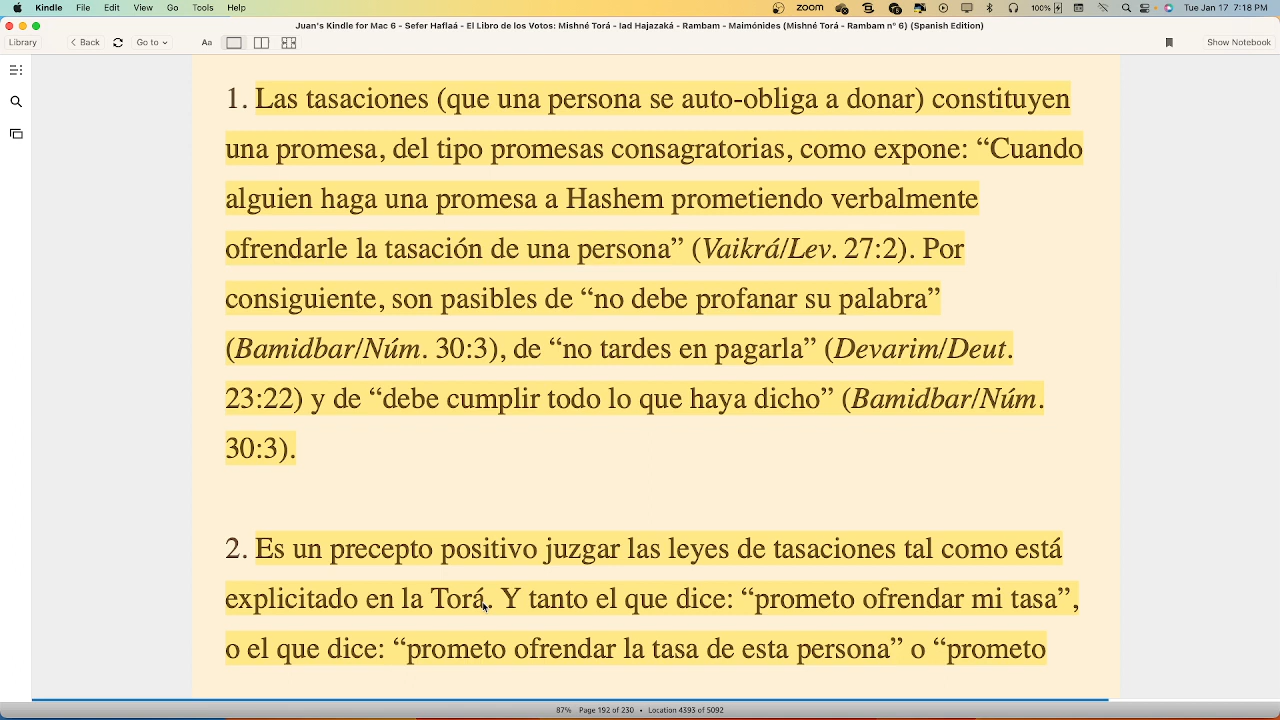 Kindle File Edit View Go Tools Help zoom 100% Tue Jan 17 7:18 PM
Juan's Kindle for Mac 6 - Sefer Haflaá - El Libro de los Votos: Mishné Torá - Iad Hajazaká - Rambam - Maimónides (Mishné Torá - Rambam nº 6) (Spanish Edition)
Library Back Go to Aa Show Notebook
1. Las tasaciones (que una persona se auto-obliga a donar) constituyen
una promesa, del tipo promesas consagratorias, como expone: “Cuando
alguien haga una promesa a Hashem prometiendo verbalmente
ofrendarle la tasación de una persona” (Vaikrá/Lev. 27:2). Por
consiguiente, son pasibles de “no debe profanar su palabra”
(Bamidbar/Núm. 30:3), de “no tardes en pagarla” (Devarim/Deut.
23:22) y de “debe cumplir todo lo que haya dicho” (Bamidbar/Núm.
30:3).
2. Es un precepto positivo juzgar las leyes de tasaciones tal como está
explicitado en la Torá. Y tanto el que dice: “prometo ofrendar mi tasa”,
o el que dice: “prometo ofrendar la tasa de esta persona” o “prometo
87% Page 192 of 230 • Location 4393 of 5092